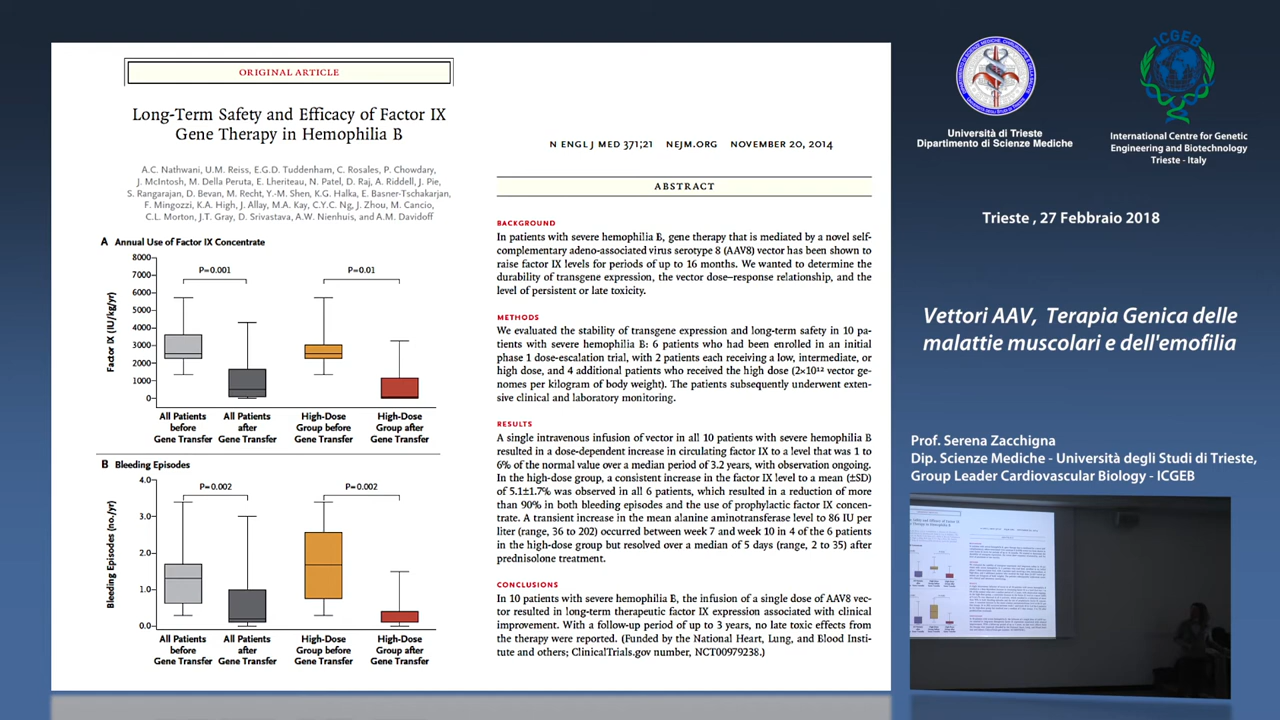 ORIGINAL ARTICLE
Long-Term Safety and Efficacy of Factor IX
Gene Therapy in Hemophilia B
A.C. Nathwani, U.M. Reiss, E.G.D. Tuddenham, C. Rosales, P. Chowdary,
J. McIntosh, M. Della Peruta, E. Lheriteau, N. Patel, D. Raj, A. Riddell, J. Pie,
S. Rangarajan, D. Bevan, M. Recht, Y.-M. Shen, K.G. Halka, E. Basner-Tschakarjan,
F. Mingozzi, K.A. High, J. Allay, M.A. Kay, C.Y.C. Ng, J. Zhou, M. Cancio,
C.L. Morton, J.T. Gray, D. Srivastava, A.W. Nienhuis, and A.M. Davidoff
A Annual Use of Factor IX Concentrate
Factor IX (IU/kg/yr)
8000
7000
6000
5000
4000
3000
2000
1000
0
P=0.001
P=0.01
All Patients before Gene Transfer
All Patients after Gene Transfer
High-Dose Group before Gene Transfer
High-Dose Group after Gene Transfer
B Bleeding Episodes
Bleeding Episodes (no./yr)
4.0
3.0
2.0
1.0
0.0
P=0.002
P=0.002
All Patients before Gene Transfer
All Patients after Gene Transfer
High-Dose Group before Gene Transfer
High-Dose Group after Gene Transfer
N ENGL J MED 371;21 NEJM.ORG NOVEMBER 20, 2014
ABSTRACT
BACKGROUND
In patients with severe hemophilia B, gene therapy that is mediated by a novel self-
complementary adeno-associated virus serotype 8 (AAV8) vector has been shown to
raise factor IX levels for periods of up to 16 months. We wanted to determine the
durability of transgene expression, the vector dose–response relationship, and the
level of persistent or late toxicity.
METHODS
We evaluated the stability of transgene expression and long-term safety in 10 pa-
tients with severe hemophilia B: 6 patients who had been enrolled in an initial
phase 1 dose-escalation trial, with 2 patients each receiving a low, intermediate, or
high dose, and 4 additional patients who received the high dose (2×10¹² vector ge-
nomes per kilogram of body weight). The patients subsequently underwent exten-
sive clinical and laboratory monitoring.
RESULTS
A single intravenous infusion of vector in all 10 patients with severe hemophilia B
resulted in a dose-dependent increase in circulating factor IX to a level that was 1 to
6% of the normal value over a median period of 3.2 years, with observation ongoing.
In the high-dose group, a consistent increase in the factor IX level to a mean (±SD)
of 5.1±1.7% was observed in all 6 patients, which resulted in a reduction of more
than 90% in both bleeding episodes and the use of prophylactic factor IX concen-
trate. A transient increase in the mean alanine aminotransferase level to 86 IU per
liter (range, 36 to 202) occurred between week 7 and week 10 in 4 of the 6 patients
in the high-dose group but resolved over a median of 5 days (range, 2 to 35) after
prednisolone treatment.
CONCLUSIONS
In 10 patients with severe hemophilia B, the infusion of a single dose of AAV8 vec-
tor resulted in long-term therapeutic factor IX expression associated with clinical
improvement. With a follow-up period of up to 3 years, no late toxic effects from
the therapy were reported. (Funded by the National Heart, Lung, and Blood Insti-
tute and others; ClinicalTrials.gov number, NCT00979238.)
Università di Trieste
Dipartimento di Scienze Mediche
ICGEB
International Centre for Genetic
Engineering and Biotechnology
Trieste - Italy
Trieste , 27 Febbraio 2018
Vettori AAV, Terapia Genica delle
malattie muscolari e dell'emofilia
Prof. Serena Zacchigna
Dip. Scienze Mediche - Università degli Studi di Trieste,
Group Leader Cardiovascular Biology - ICGEB